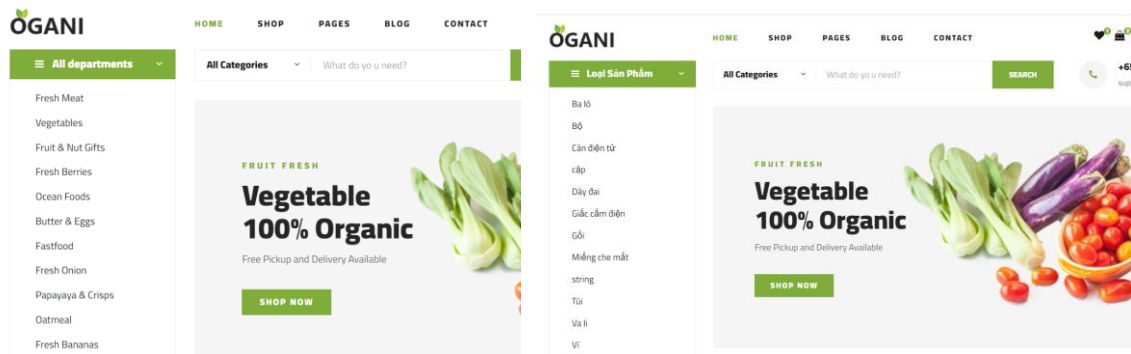 ÖGANI
HOME SHOP PAGES BLOG CONTACT
All departments
All Categories
What do yo u need?
Fresh Meat
Vegetables
Fruit & Nut Gifts
Fresh Berries
Ocean Foods
Butter & Eggs
Fastfood
Fresh Onion
Papayaya & Crisps
Oatmeal
Fresh Bananas
FRUIT FRESH
Vegetable
100% Organic
Free Pickup and Delivery Available
SHOP NOW
OGANI
HOME SHOP PAGES BLOG CONTACT
Loại Sản Phẩm
All Categories
What do yo u need?
SEARCH
Ba lô
Bộ
Cân điện tử
cặp
Dây đai
Giắc cắm điện
Gối
Miếng che mắt
string
Túi
Va li
Ví
FRUIT FRESH
Vegetable
100% Organic
Free Pickup and Delivery Available
SHOP NOW